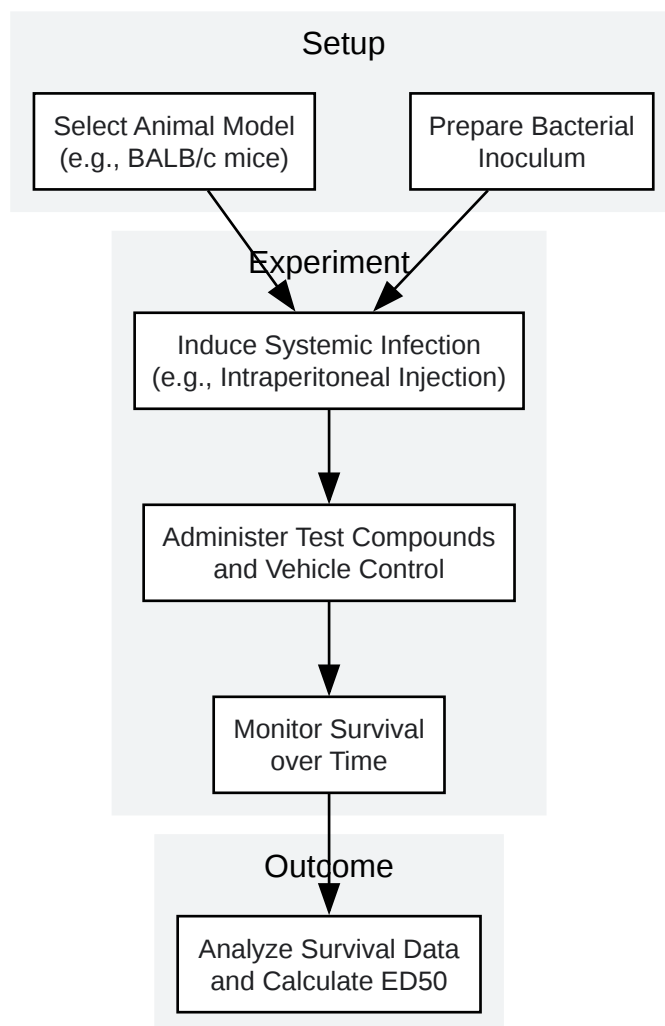 Setup
Select Animal Model
(e.g., BALB/c mice)
Prepare Bacterial
Inoculum
Experiment
Induce Systemic Infection
(e.g., Intraperitoneal Injection)
Administer Test Compounds
and Vehicle Control
Monitor Survival
over Time
Outcome
Analyze Survival Data
and Calculate ED50